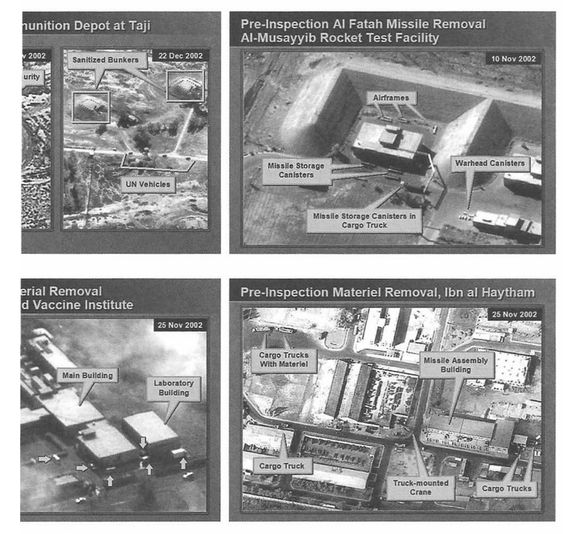 nunition Depot at Taji
v 2002
urity
22 Dec 2002
Sanitized Bunkers
UN Vehicles
Pre-Inspection Al Fatah Missile Removal
Al-Musayyib Rocket Test Facility
10 Nov 2002
Airframes
Missile Storage
Canisters
Warhead Canisters
Missile Storage Canisters in
Cargo Truck
erial Removal
d Vaccine Institute
25 Nov 2002
Main Building
Laboratory
Building
Pre-Inspection Materiel Removal, Ibn al Haytham
25 Nov 2002
Cargo Trucks
With Materiel
Missile Assembly
Building
Cargo Truck
Truck-mounted
Crane
Cargo Trucks